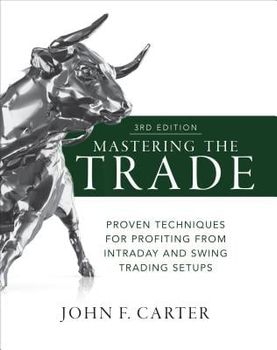 3RD EDITION
MASTERING THE
TRADE
PROVEN TECHNIQUES
FOR PROFITING FROM
INTRADAY AND SWING
TRADING SETUPS
JOHN F. CARTER